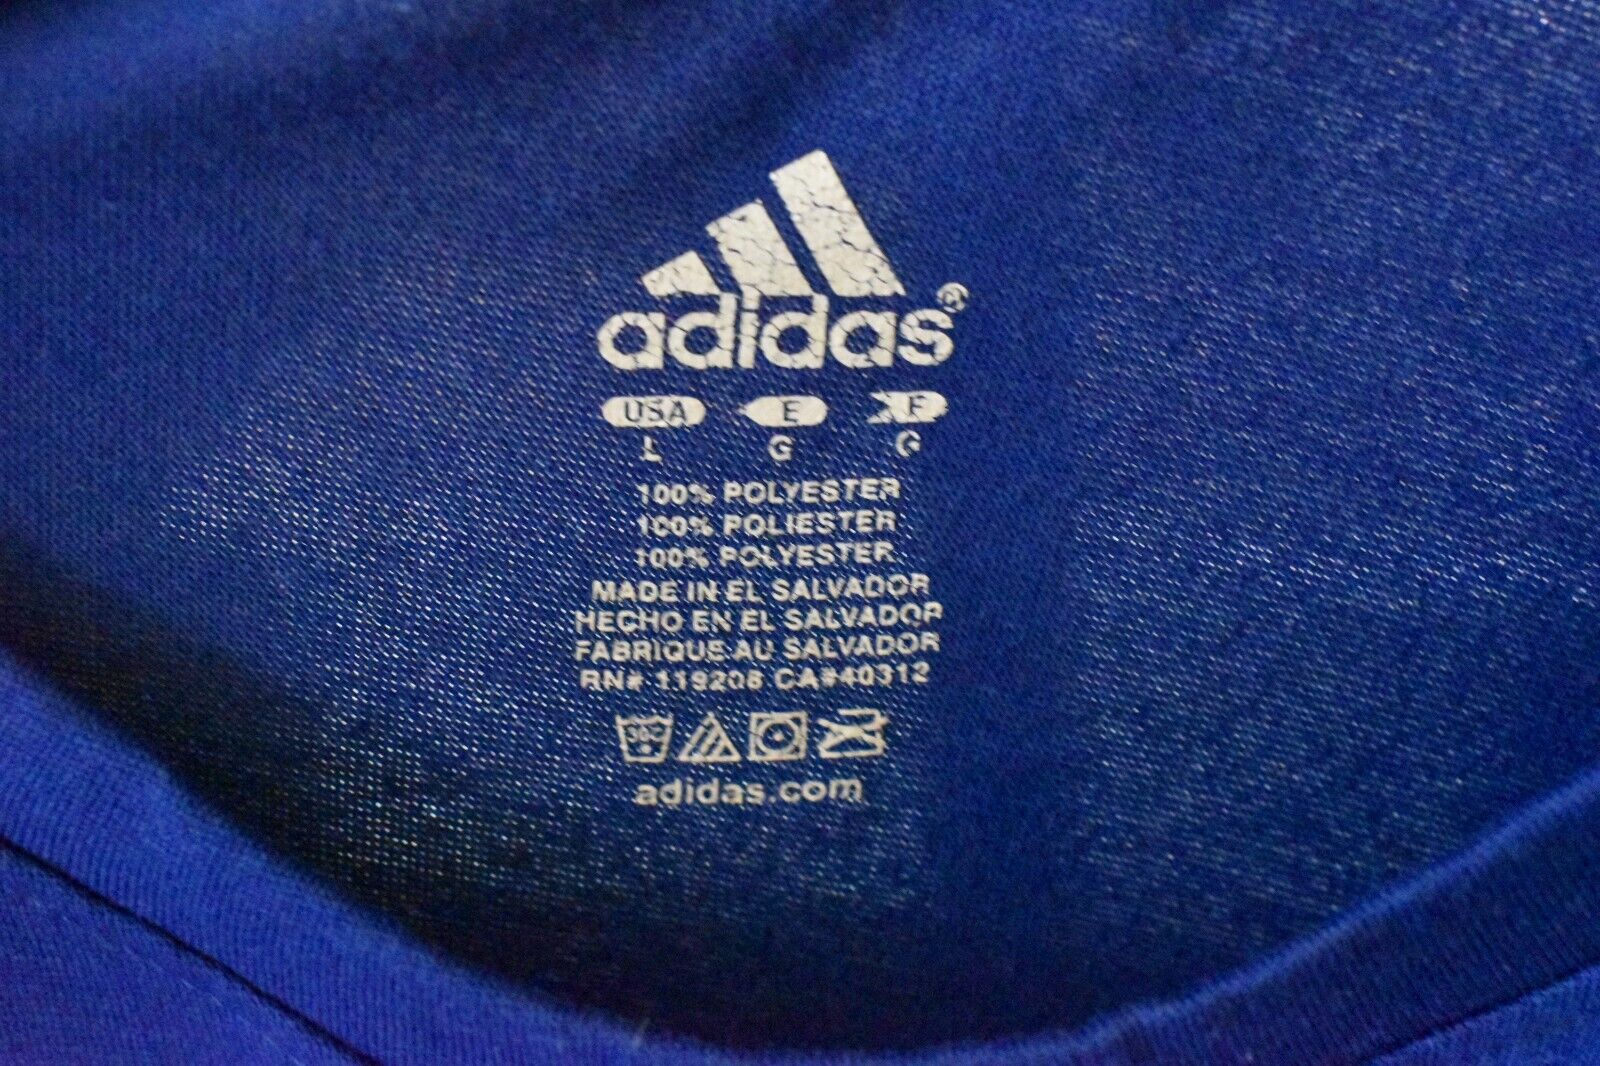 adidas®
USA E F
L G G
100% POLYESTER
100% POLIESTER
100% POLYESTER
MADE IN EL SALVADOR
HECHO EN EL SALVADOR
FABRIQUE AU SALVADOR
RN# 119208 CA#40312
30C
adidas.com